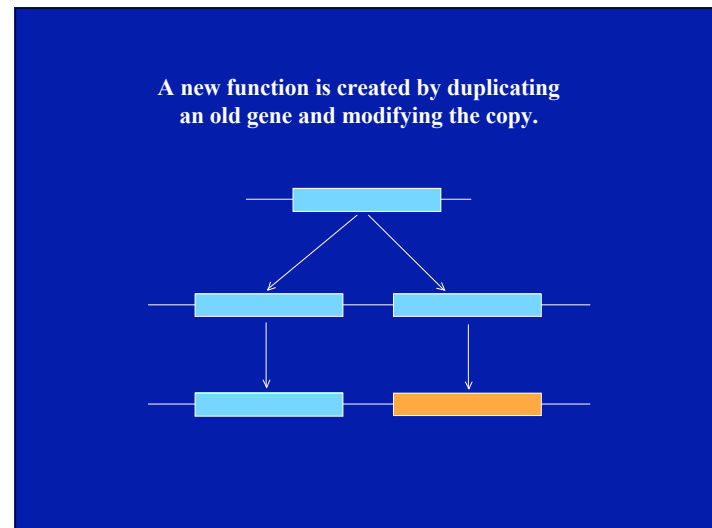 A new function is created by duplicating
an old gene and modifying the copy.